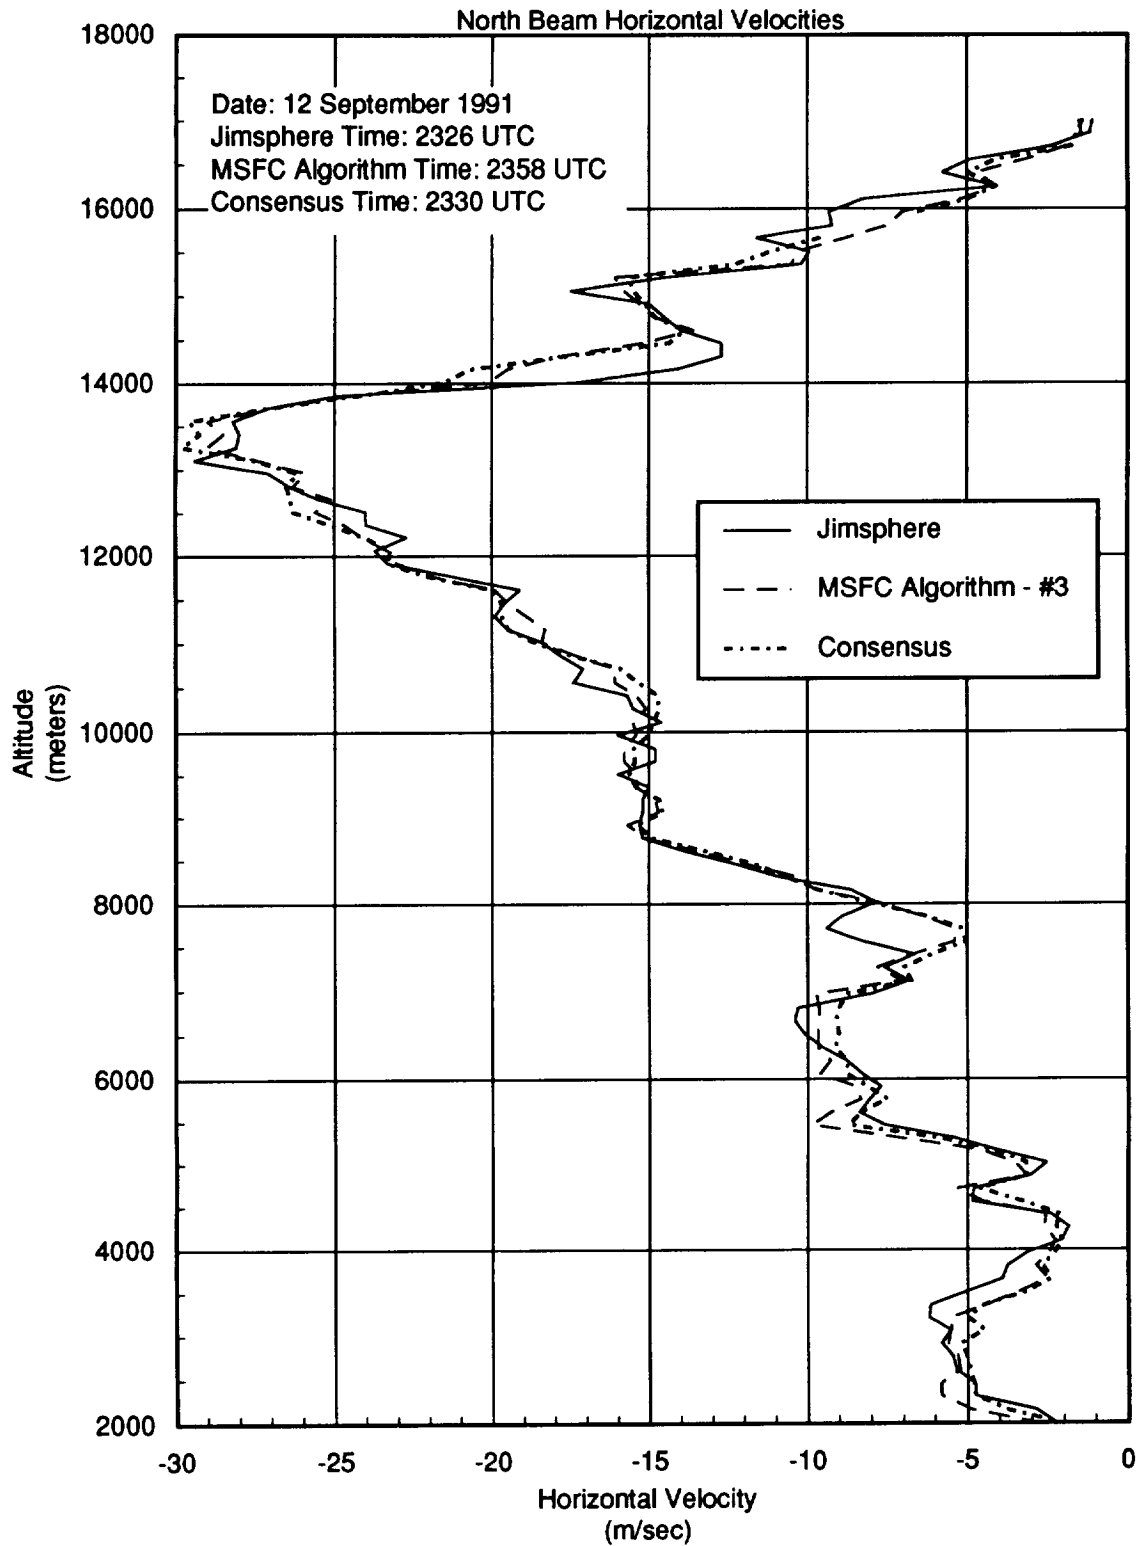 North Beam Horizontal Velocities
18000
Date: 12 September 1991
Jimsphere Time: 2326 UTC
MSFC Algorithm Time: 2358 UTC
Consensus Time: 2330 UTC
16000
14000
12000
Jimsphere
MSFC Algorithm - #3
Consensus
Altitude
(meters)
10000
8000
6000
4000
2000
-30 -25 -20 -15 -10 -5 0
Horizontal Velocity
(m/sec)